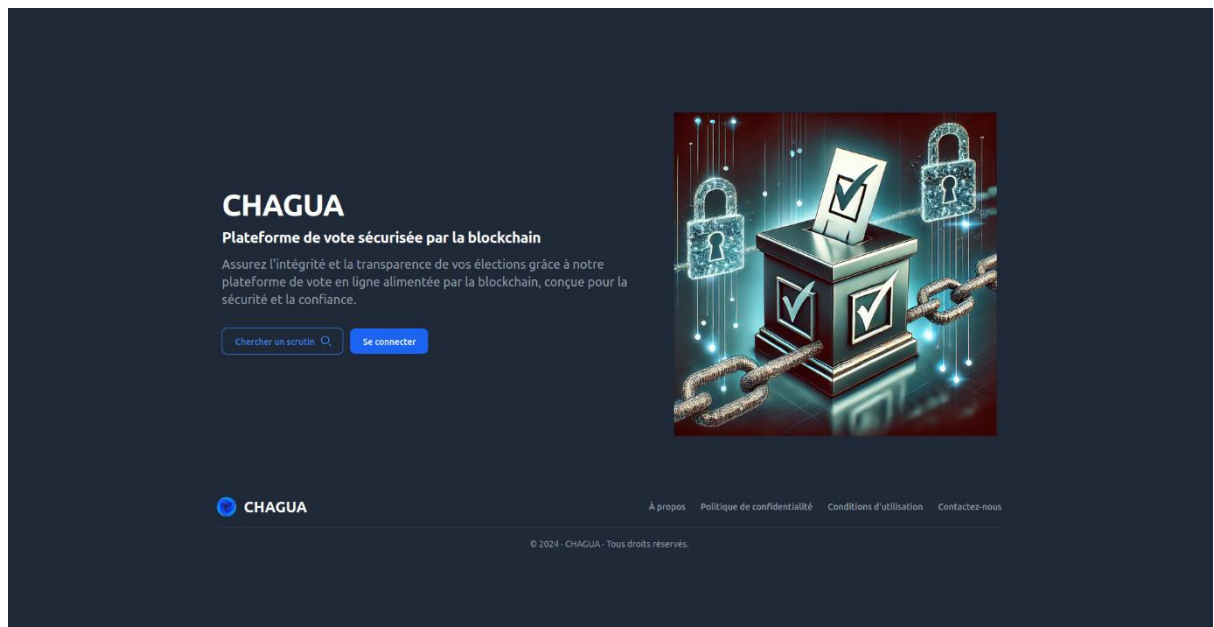 CHAGUA
Plateforme de vote sécurisée par la blockchain
Assurez l'intégrité et la transparence de vos élections grâce à notre
plateforme de vote en ligne alimentée par la blockchain, conçue pour la
sécurité et la confiance.
Chercher un scrutin
Se connecter
CHAGUA
À propos
Politique de confidentialité
Conditions d'utilisation
Contactez-nous
© 2024 - CHAGUA - Tous droits réservés.